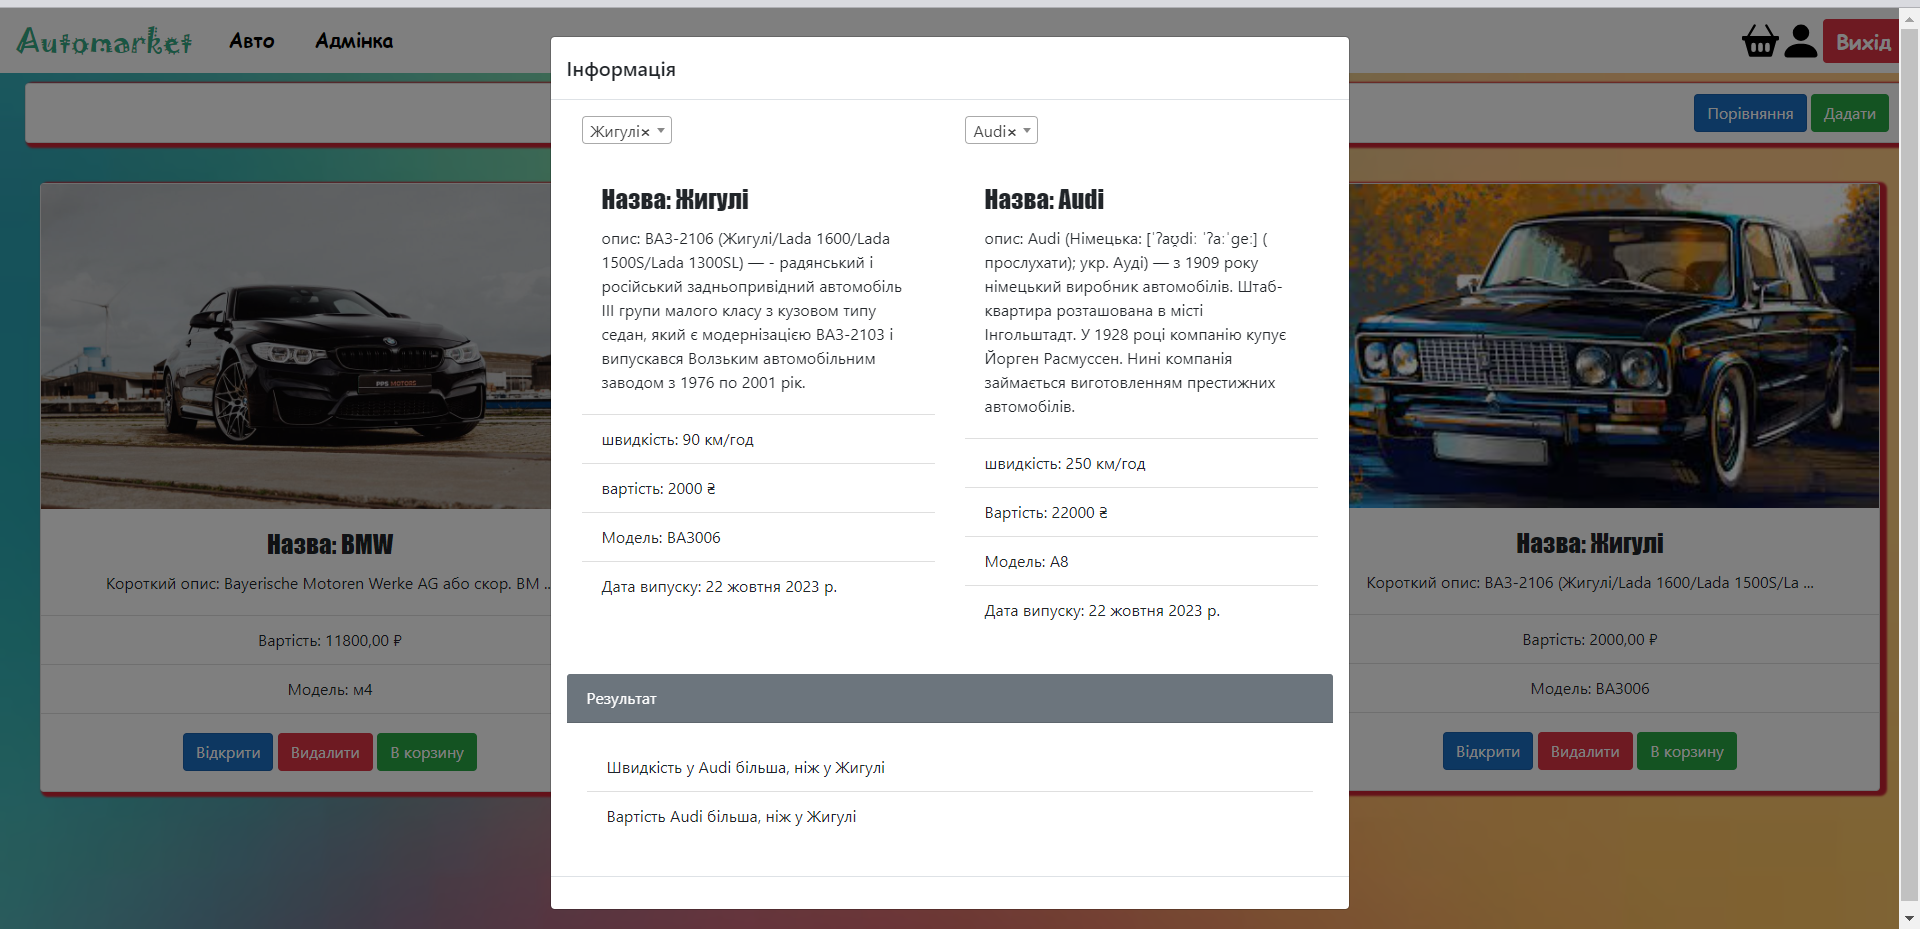 Automarket
Авто
Адмінка
Вихід
Порівняння
Додати
Інформація
Жигулі×
Audi×
Назва: Жигулі
опис: ВАЗ-2106 (Жигулі/Lada 1600/Lada
1500S/Lada 1300SL) — - радянський і
російський задньопривідний автомобіль
III групи малого класу з кузовом типу
седан, який є модернізацією ВАЗ-2103 і
випускався Волзьким автомобільним
заводом з 1976 по 2001 рік.
швидкість: 90 км/год
вартість: 2000 ₴
Модель: ВАЗ006
Дата випуску: 22 жовтня 2023 р.
Назва: Audi
опис: Audi (Німецька: [ˈʔaʊ̯diː ˈʔaːˈɡeː] (
прослухати); укр. Ауді) — з 1909 року
німецький виробник автомобілів. Штаб-
квартира розташована в місті
Інгольштадт. У 1928 році компанію купує
Йорген Расмуссен. Нині компанія
займається виготовленням престижних
автомобілів.
швидкість: 250 км/год
Вартість: 22000 ₴
Модель: A8
Дата випуску: 22 жовтня 2023 р.
Результат
Швидкість у Audi більша, ніж у Жигулі
Вартість Audi більша, ніж у Жигулі
PPS MOTORS
Назва: BMW
Короткий опис: Bayerische Motoren Werke AG або скор. BM ...
Вартість: 11800,00 ₽
Модель: м4
Відкрити
Видалити
В корзину
Назва: Жигулі
Короткий опис: ВАЗ-2106 (Жигулі/Lada 1600/Lada 1500S/La ...
Вартість: 2000,00 ₽
Модель: ВАЗ006
Відкрити
Видалити
В корзину